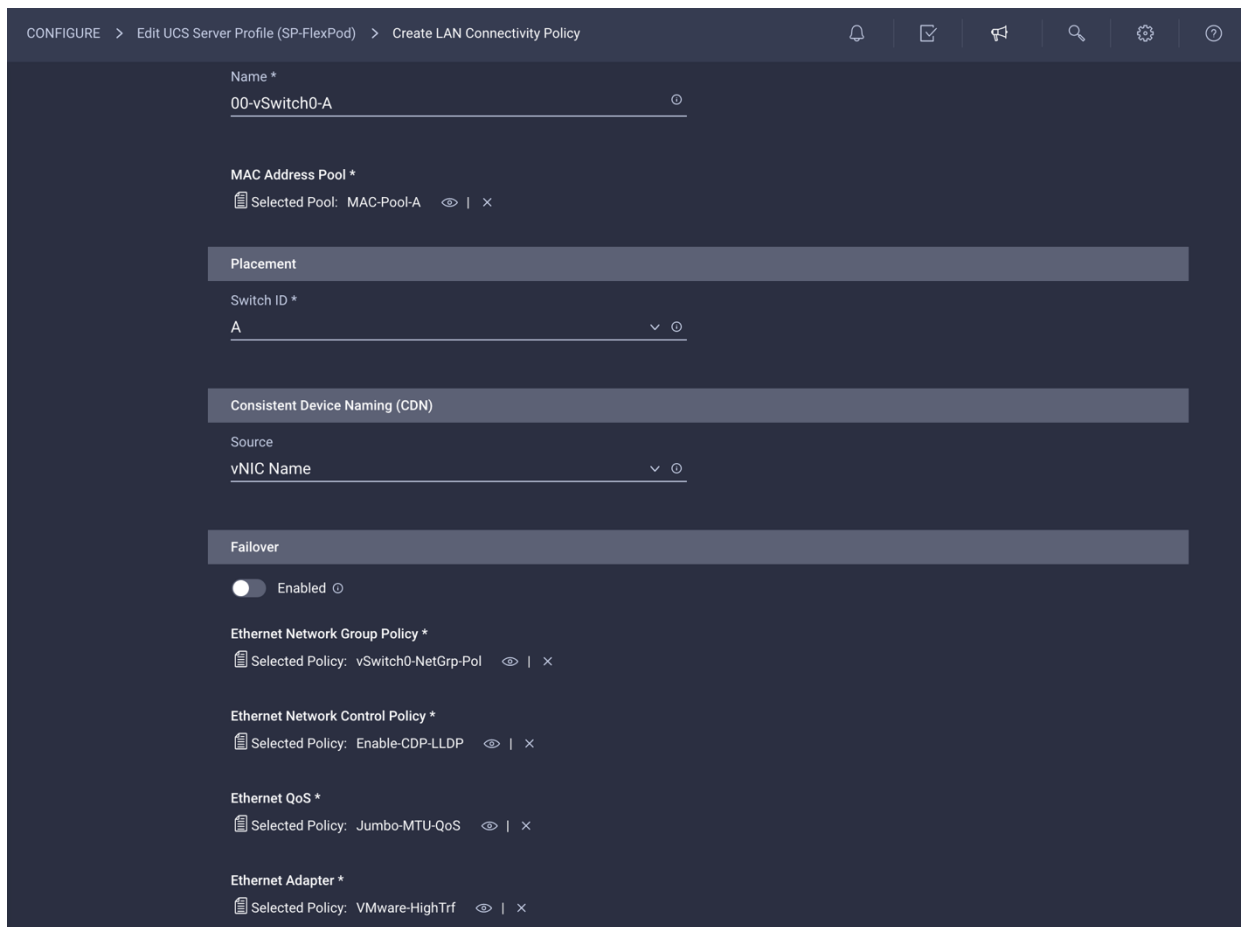 CONFIGURE > Edit UCS Server Profile (SP-FlexPod) > Create LAN Connectivity Policy
Name *
00-vSwitch0-A
MAC Address Pool *
Selected Pool: MAC-Pool-A | ×
Placement
Switch ID *
A
Consistent Device Naming (CDN)
Source
vNIC Name
Failover
Enabled
Ethernet Network Group Policy *
Selected Policy: vSwitch0-NetGrp-Pol | ×
Ethernet Network Control Policy *
Selected Policy: Enable-CDP-LLDP | ×
Ethernet QoS *
Selected Policy: Jumbo-MTU-QoS | ×
Ethernet Adapter *
Selected Policy: VMware-HighTrf | ×